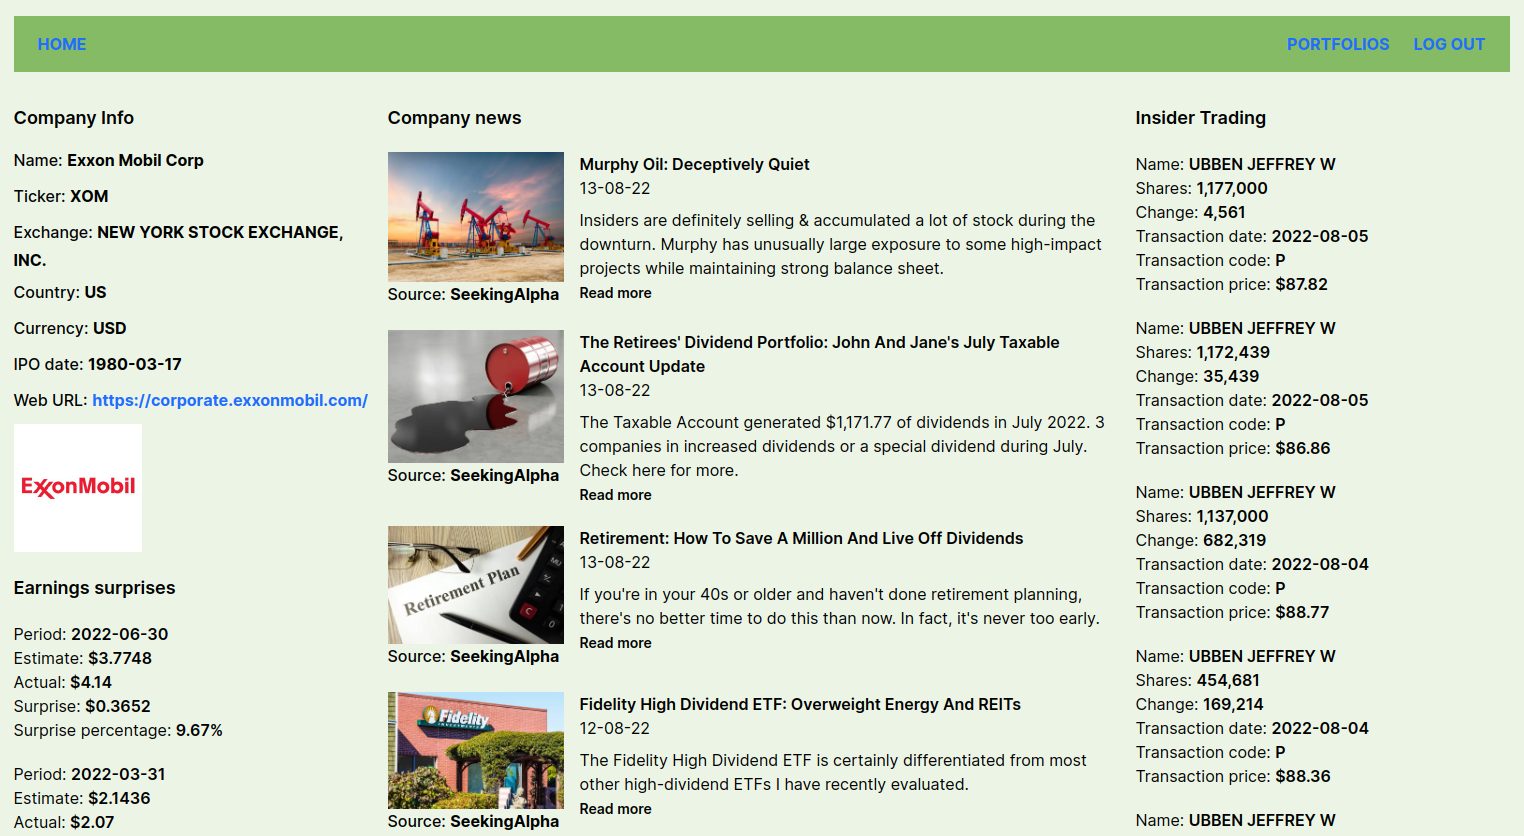 HOME
PORTFOLIOS
LOG OUT
Company Info
Name: Exxon Mobil Corp
Ticker: XOM
Exchange: NEW YORK STOCK EXCHANGE,
INC.
Country: US
Currency: USD
IPO date: 1980-03-17
Web URL: https://corporate.exxonmobil.com/
ExxonMobil
Earnings surprises
Period: 2022-06-30
Estimate: $3.7748
Actual: $4.14
Surprise: $0.3652
Surprise percentage: 9.67%
Period: 2022-03-31
Estimate: $2.1436
Actual: $2.07
Company news
Murphy Oil: Deceptively Quiet
13-08-22
Insiders are definitely selling & accumulated a lot of stock during the
downturn. Murphy has unusually large exposure to some high-impact
projects while maintaining strong balance sheet.
Read more
Source: SeekingAlpha
The Retirees' Dividend Portfolio: John And Jane's July Taxable
Account Update
13-08-22
The Taxable Account generated $1,171.77 of dividends in July 2022. 3
companies in increased dividends or a special dividend during July.
Check here for more.
Read more
Source: SeekingAlpha
Retirement Plan
Retirement: How To Save A Million And Live Off Dividends
13-08-22
If you're in your 40s or older and haven't done retirement planning,
there's no better time to do this than now. In fact, it's never too early.
Read more
Source: SeekingAlpha
Fidelity
Fidelity High Dividend ETF: Overweight Energy And REITs
12-08-22
The Fidelity High Dividend ETF is certainly differentiated from most
other high-dividend ETFs I have recently evaluated.
Read more
Source: SeekingAlpha
Insider Trading
Name: UBBEN JEFFREY W
Shares: 1,177,000
Change: 4,561
Transaction date: 2022-08-05
Transaction code: P
Transaction price: $87.82
Name: UBBEN JEFFREY W
Shares: 1,172,439
Change: 35,439
Transaction date: 2022-08-05
Transaction code: P
Transaction price: $86.86
Name: UBBEN JEFFREY W
Shares: 1,137,000
Change: 682,319
Transaction date: 2022-08-04
Transaction code: P
Transaction price: $88.77
Name: UBBEN JEFFREY W
Shares: 454,681
Change: 169,214
Transaction date: 2022-08-04
Transaction code: P
Transaction price: $88.36
Name: UBBEN JEFFREY W